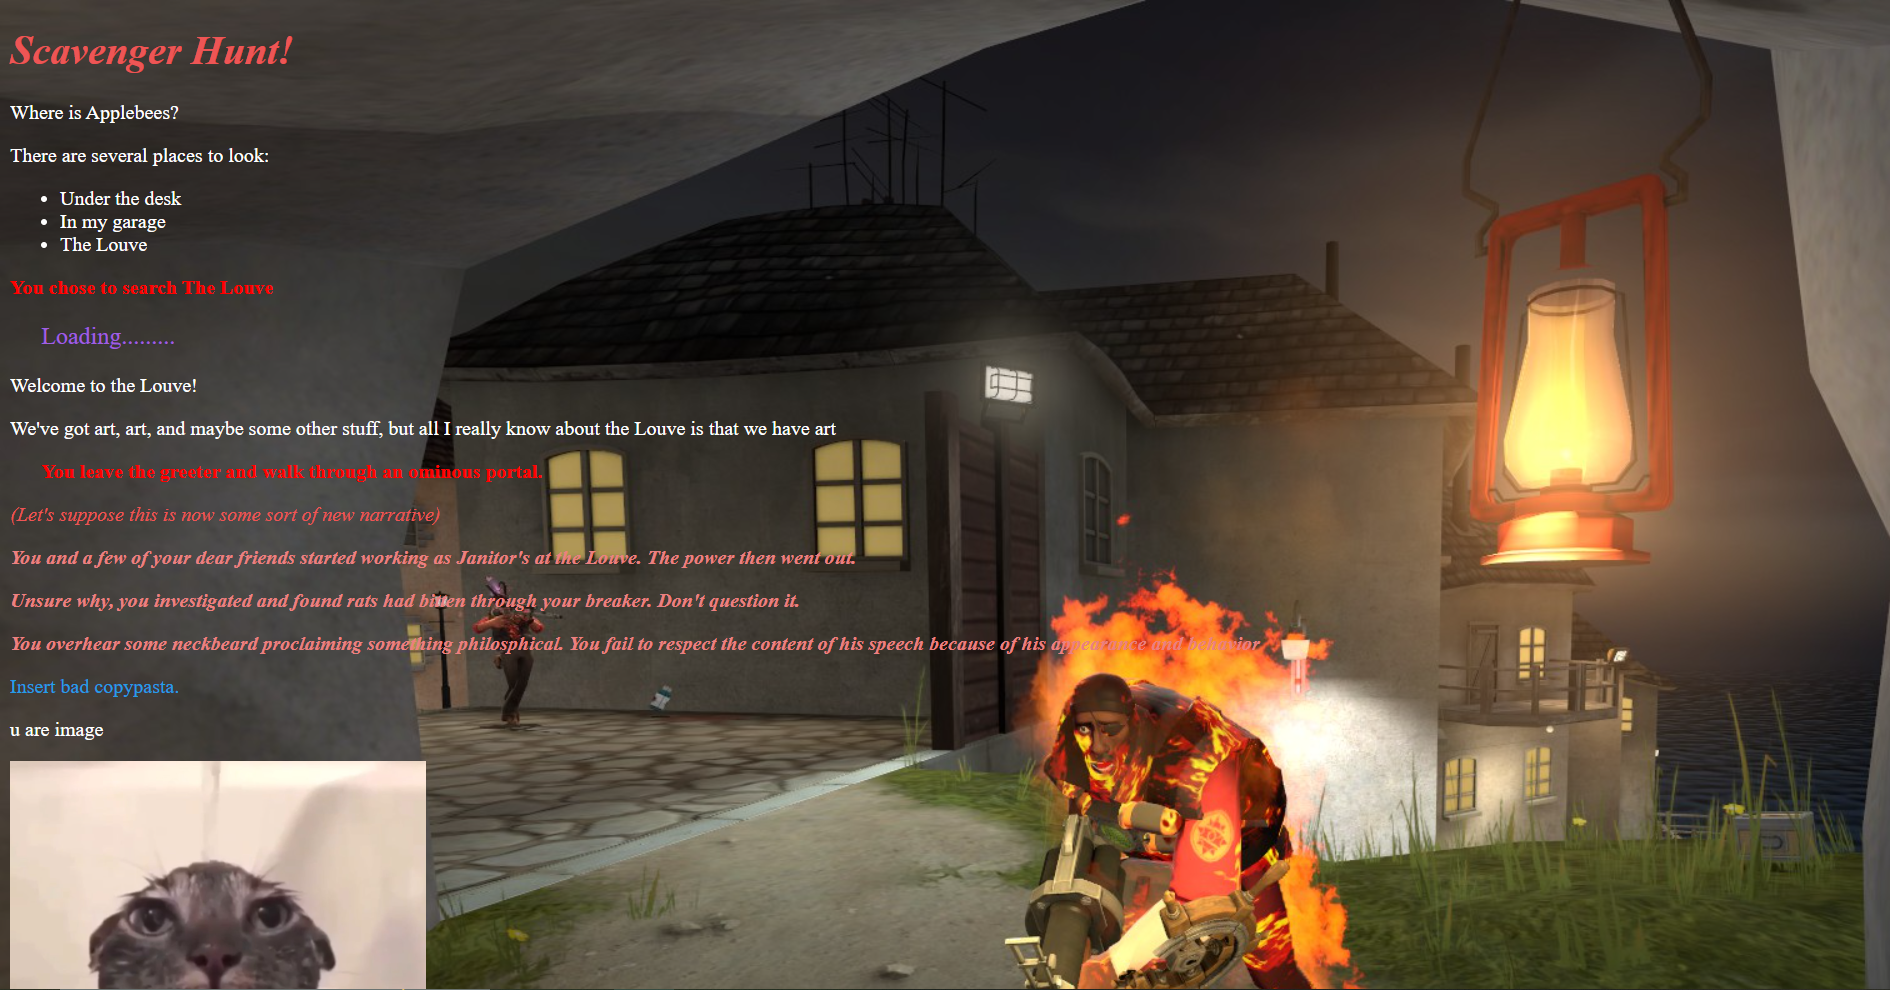 Scavenger Hunt!
Where is Applebees?
There are several places to look:
Under the desk
In my garage
The Louve
You chose to search The Louve
Loading.........
Welcome to the Louve!
We've got art, art, and maybe some other stuff, but all I really know about the Louve is that we have art
You leave the greeter and walk through an ominous portal.
(Let's suppose this is now some sort of new narrative)
You and a few of your dear friends started working as Janitor's at the Louve. The power then went out.
Unsure why, you investigated and found rats had bitten through your breaker. Don't question it.
You overhear some neckbeard proclaiming something philosphical. You fail to respect the content of his speech because of his appearance and behavior.
Insert bad copypasta.
u are image